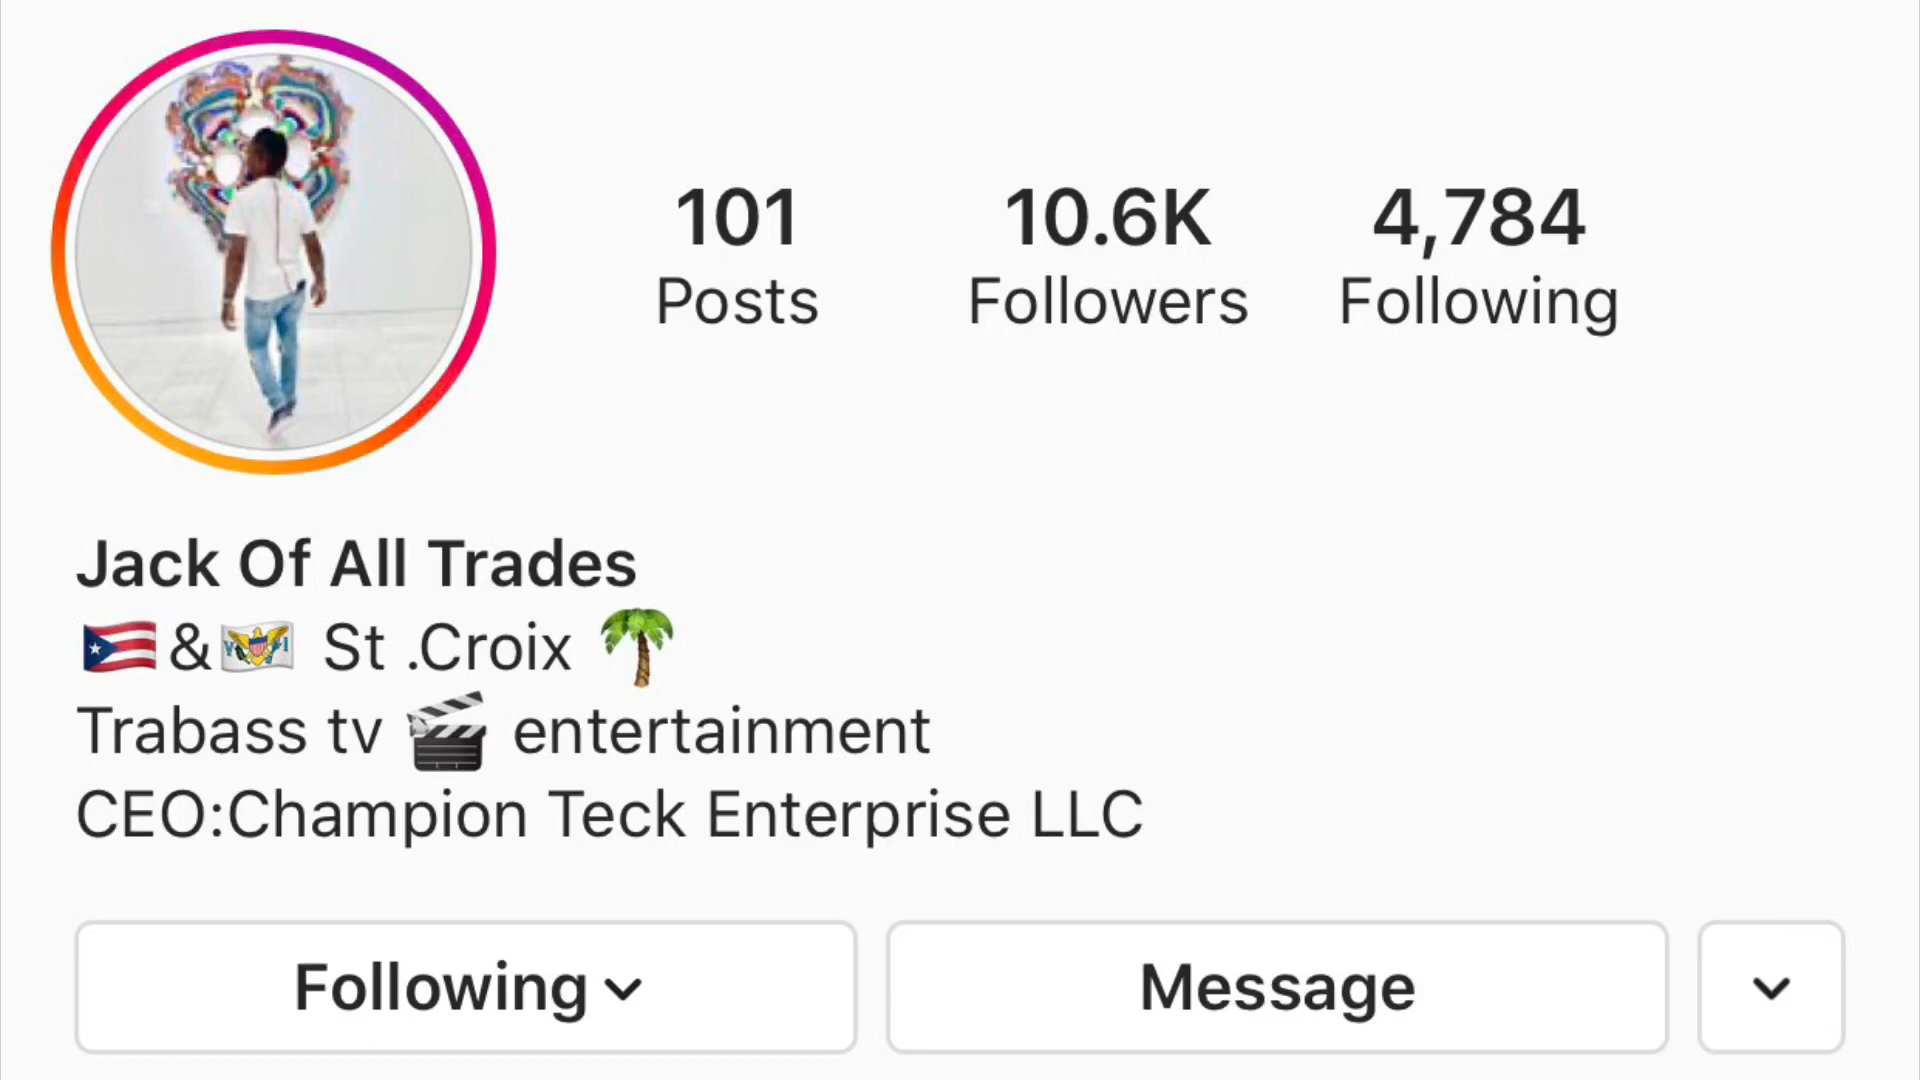 101 10.6K 4,784
Posts Followers Following
Jack Of All Trades
🇵🇷&🇻🇮 St .Croix 🌴
Trabass tv 🎬 entertainment
CEO:Champion Teck Enterprise LLC
Following Message